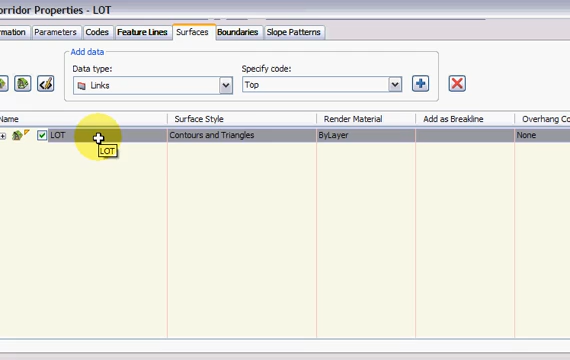 orridor Properties - LOT
rmation Parameters Codes Feature Lines Surfaces Boundaries Slope Patterns
Add data
Data type: Specify code:
Links Top
Name Surface Style Render Material Add as Breakline Overhang Co
LOT Contours and Triangles ByLayer None
LOT